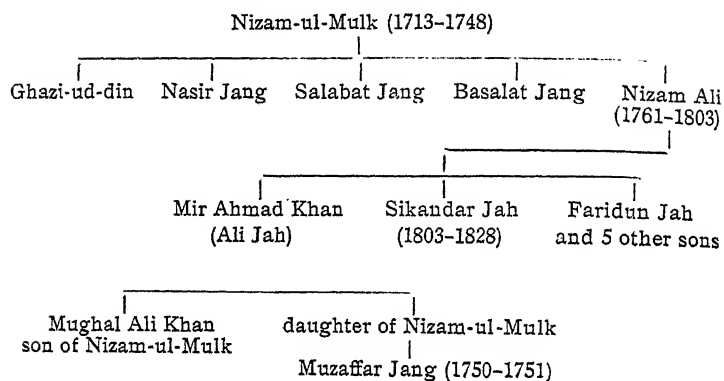 Nizam-ul-Mulk (1713-1748)
Ghazi-ud-din Nasir Jang Salabat Jang Basalat Jang Nizam Ali
(1761-1803)
Mir Ahmad Khan Sikandar Jah Faridun Jah
(Ali Jah) (1803-1828) and 5 other sons
Mughal Ali Khan daughter of Nizam-ul-Mulk
son of Nizam-ul-Mulk
Muzaffar Jang (1750-1751)